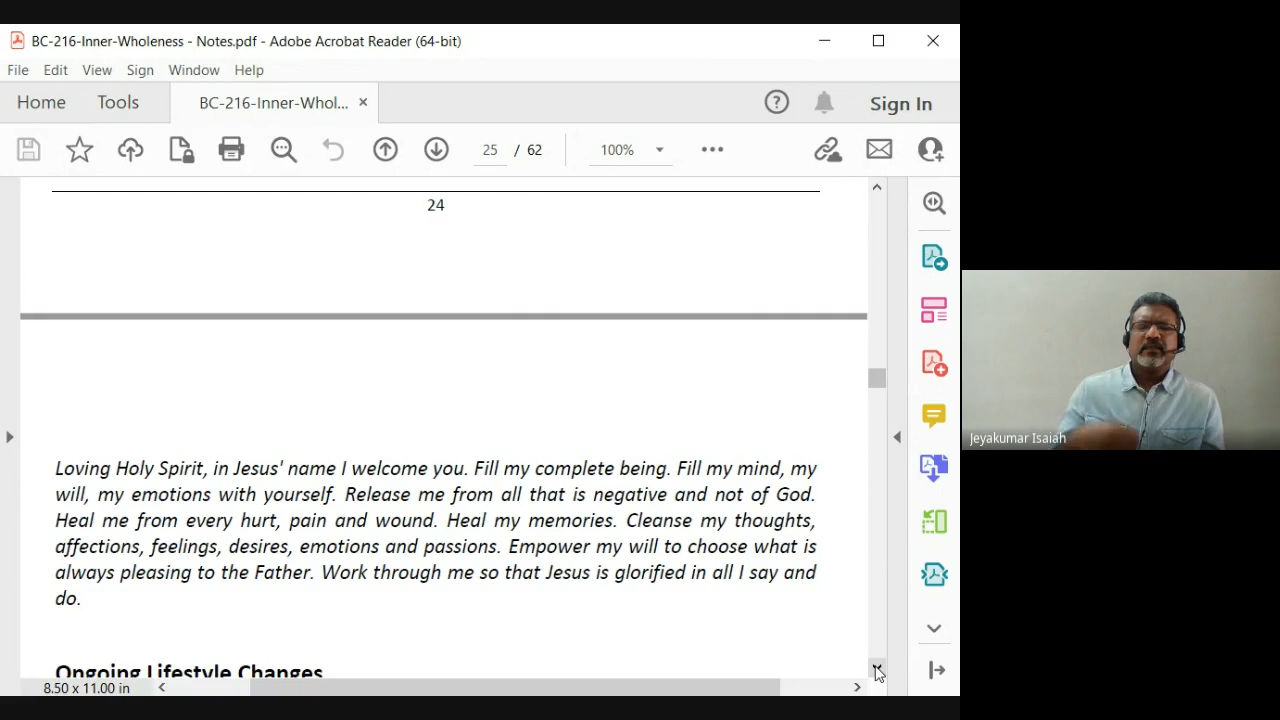 BC-216-Inner-Wholeness - Notes.pdf - Adobe Acrobat Reader (64-bit)
File Edit View Sign Window Help
Home Tools BC-216-Inner-Whol... × Sign In
25 / 62 100%
24
Loving Holy Spirit, in Jesus' name I welcome you. Fill my complete being. Fill my mind, my
will, my emotions with yourself. Release me from all that is negative and not of God.
Heal me from every hurt, pain and wound. Heal my memories. Cleanse my thoughts,
affections, feelings, desires, emotions and passions. Empower my will to choose what is
always pleasing to the Father. Work through me so that Jesus is glorified in all I say and
do.
Ongoing Lifestyle Changes
8.50 x 11.00 in
Jeyakumar Isaiah